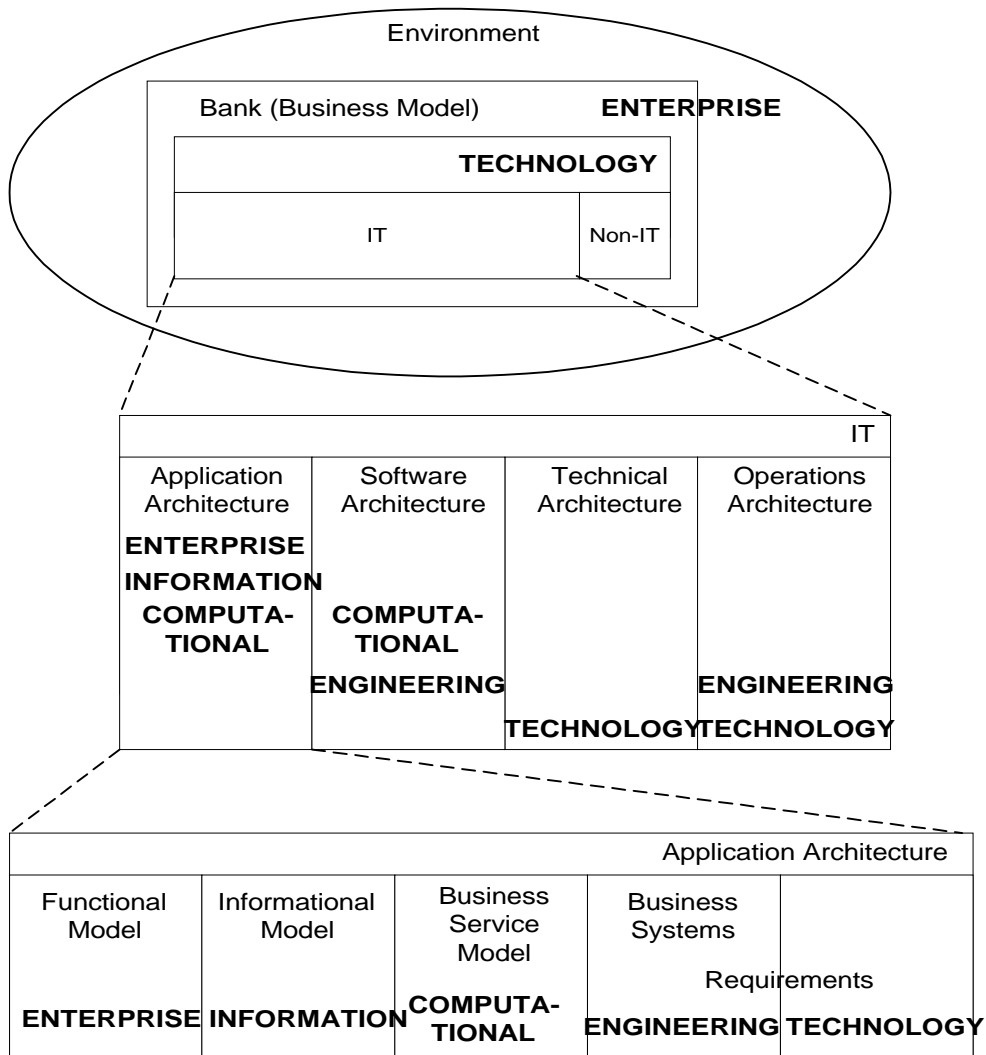 Environment
Bank (Business Model) ENTERPRISE
TECHNOLOGY
IT Non-IT
IT
Application Software Technical Operations
Architecture Architecture Architecture Architecture
ENTERPRISE
INFORMATION
COMPUTA- COMPUTA-
TIONAL TIONAL
ENGINEERING ENGINEERING
TECHNOLOGY TECHNOLOGY
Application Architecture
Functional Informational Business Business
Model Model Service Systems
Model
Requirements
ENTERPRISE INFORMATION COMPUTA- ENGINEERING TECHNOLOGY
TIONAL